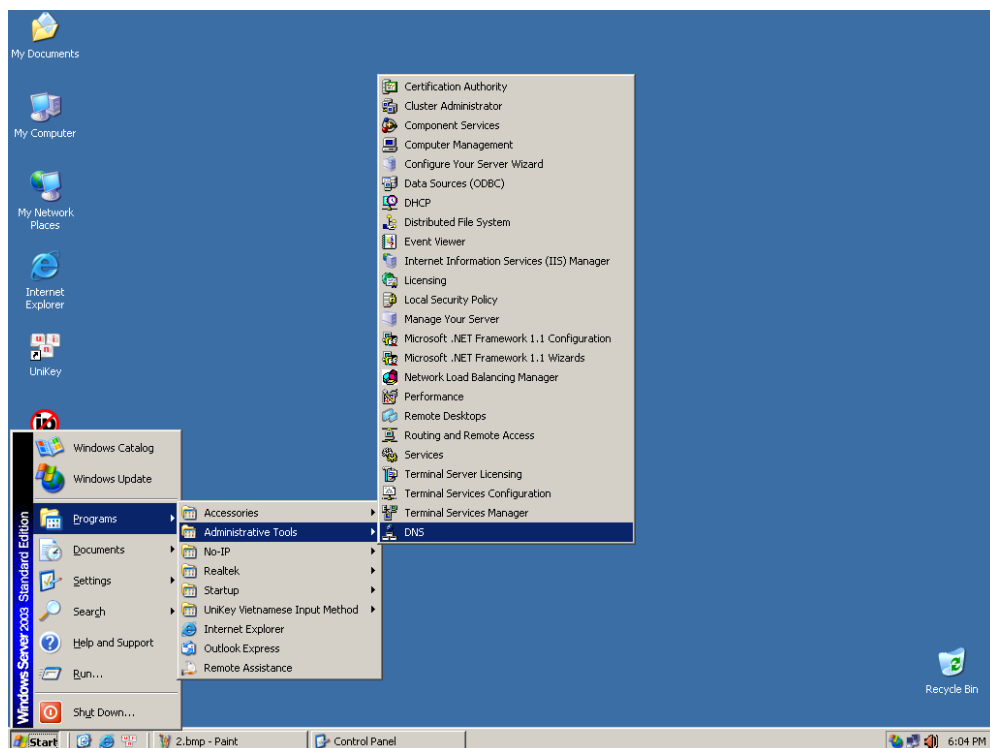 My Documents
My Computer
My Network
Places
Internet
Explorer
UniKey
Certification Authority
Cluster Administrator
Component Services
Computer Management
Configure Your Server Wizard
Data Sources (ODBC)
DHCP
Distributed File System
Event Viewer
Internet Information Services (IIS) Manager
Licensing
Local Security Policy
Manage Your Server
Microsoft .NET Framework 1.1 Configuration
Microsoft .NET Framework 1.1 Wizards
Network Load Balancing Manager
Performance
Remote Desktops
Routing and Remote Access
Services
Terminal Server Licensing
Terminal Services Configuration
Terminal Services Manager
DNS
Windows Server 2003 Standard Edition
Windows Catalog
Windows Update
Programs
Documents
Settings
Search
Help and Support
Run...
Shut Down...
Accessories
Administrative Tools
No-IP
Realtek
Startup
UniKey Vietnamese Input Method
Internet Explorer
Outlook Express
Remote Assistance
Recycle Bin
Start
2.bmp - Paint
Control Panel
6:04 PM